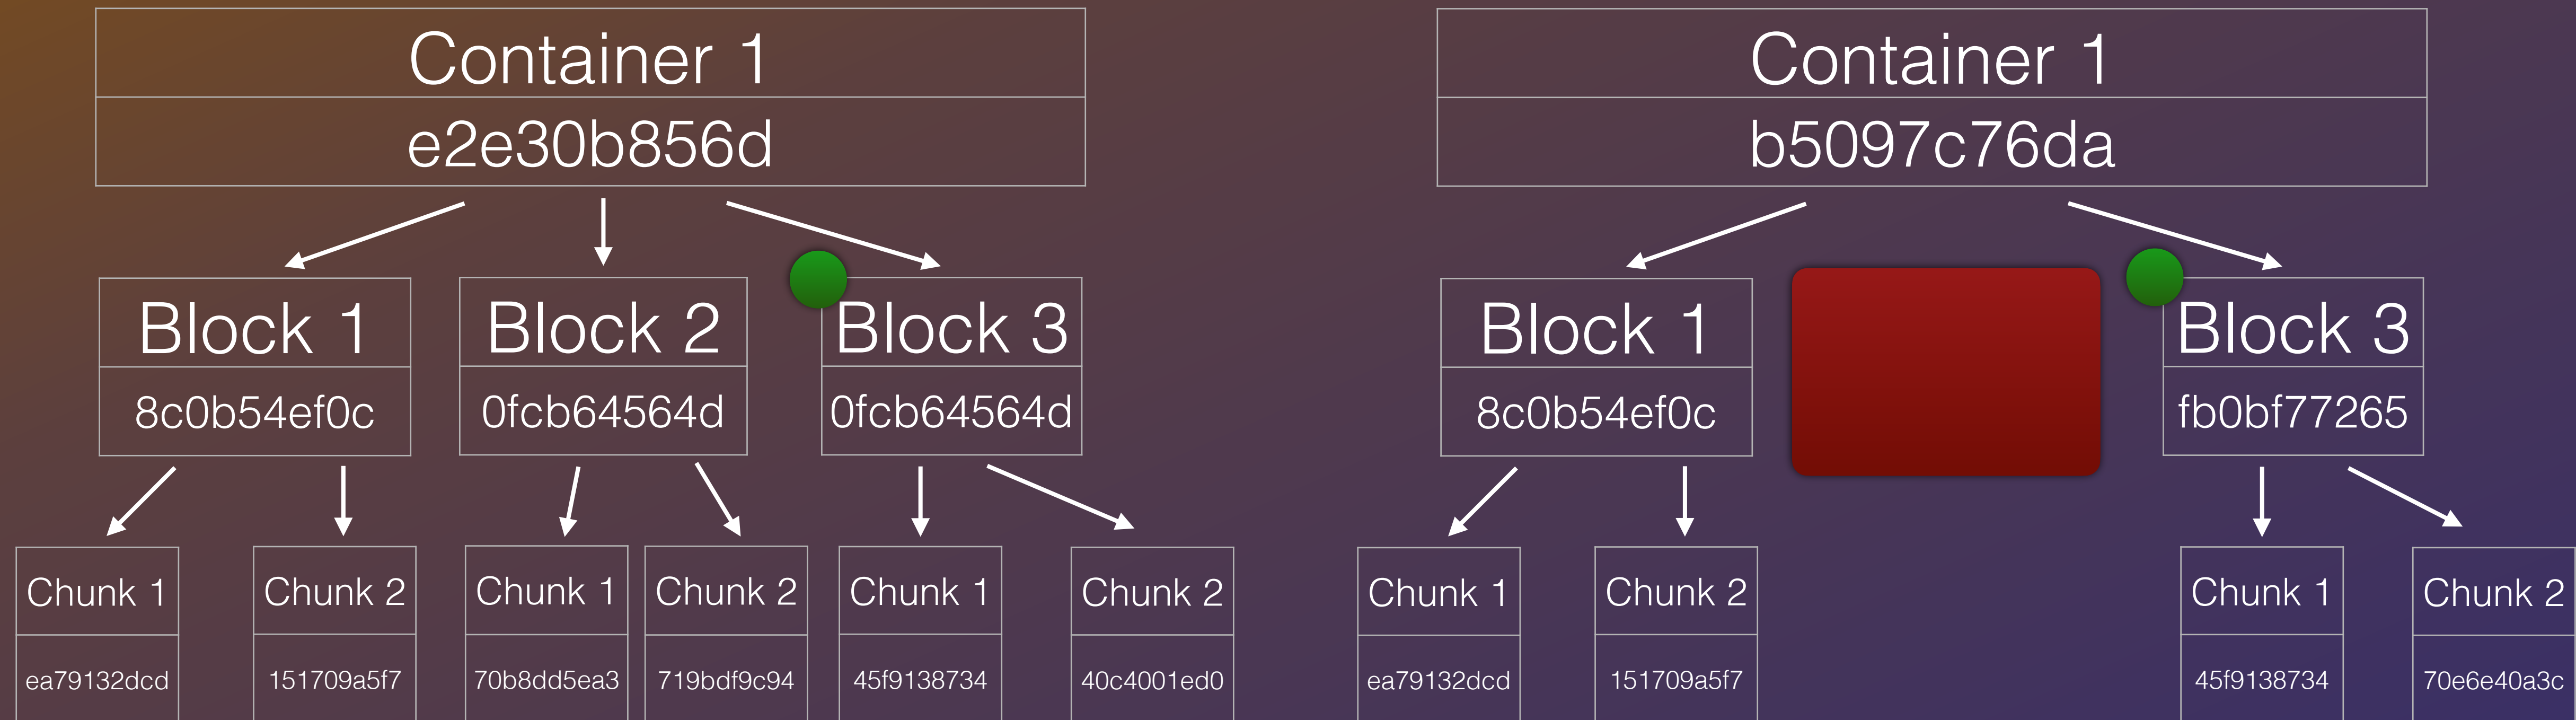 Container 1
e2e30b856d
Block 1
8c0b54ef0c
Block 2
0fcb64564d
Block 3
0fcb64564d
Chunk 1
ea79132dcd
Chunk 2
151709a5f7
Chunk 1
70b8dd5ea3
Chunk 2
719bdf9c94
Chunk 1
45f9138734
Chunk 2
40c4001ed0
Container 1
b5097c76da
Block 1
8c0b54ef0c
Block 3
fb0bf77265
Chunk 1
ea79132dcd
Chunk 2
151709a5f7
Chunk 1
45f9138734
Chunk 2
70e6e40a3c